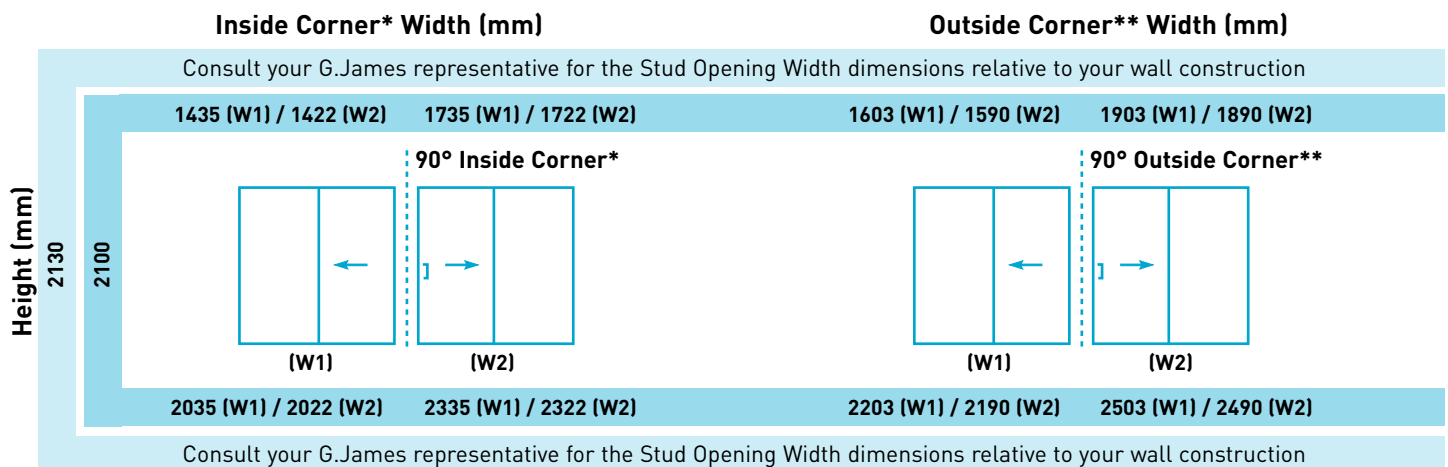 Inside Corner* Width (mm)
Outside Corner** Width (mm)
Consult your G.James representative for the Stud Opening Width dimensions relative to your wall construction
1435 (W1) / 1422 (W2)
1735 (W1) / 1722 (W2)
1603 (W1) / 1590 (W2)
1903 (W1) / 1890 (W2)
Height (mm)
2130
2100
90° Inside Corner*
90° Outside Corner**
(W1)
(W2)
(W1)
(W2)
2035 (W1) / 2022 (W2)
2335 (W1) / 2322 (W2)
2203 (W1) / 2190 (W2)
2503 (W1) / 2490 (W2)
Consult your G.James representative for the Stud Opening Width dimensions relative to your wall construction